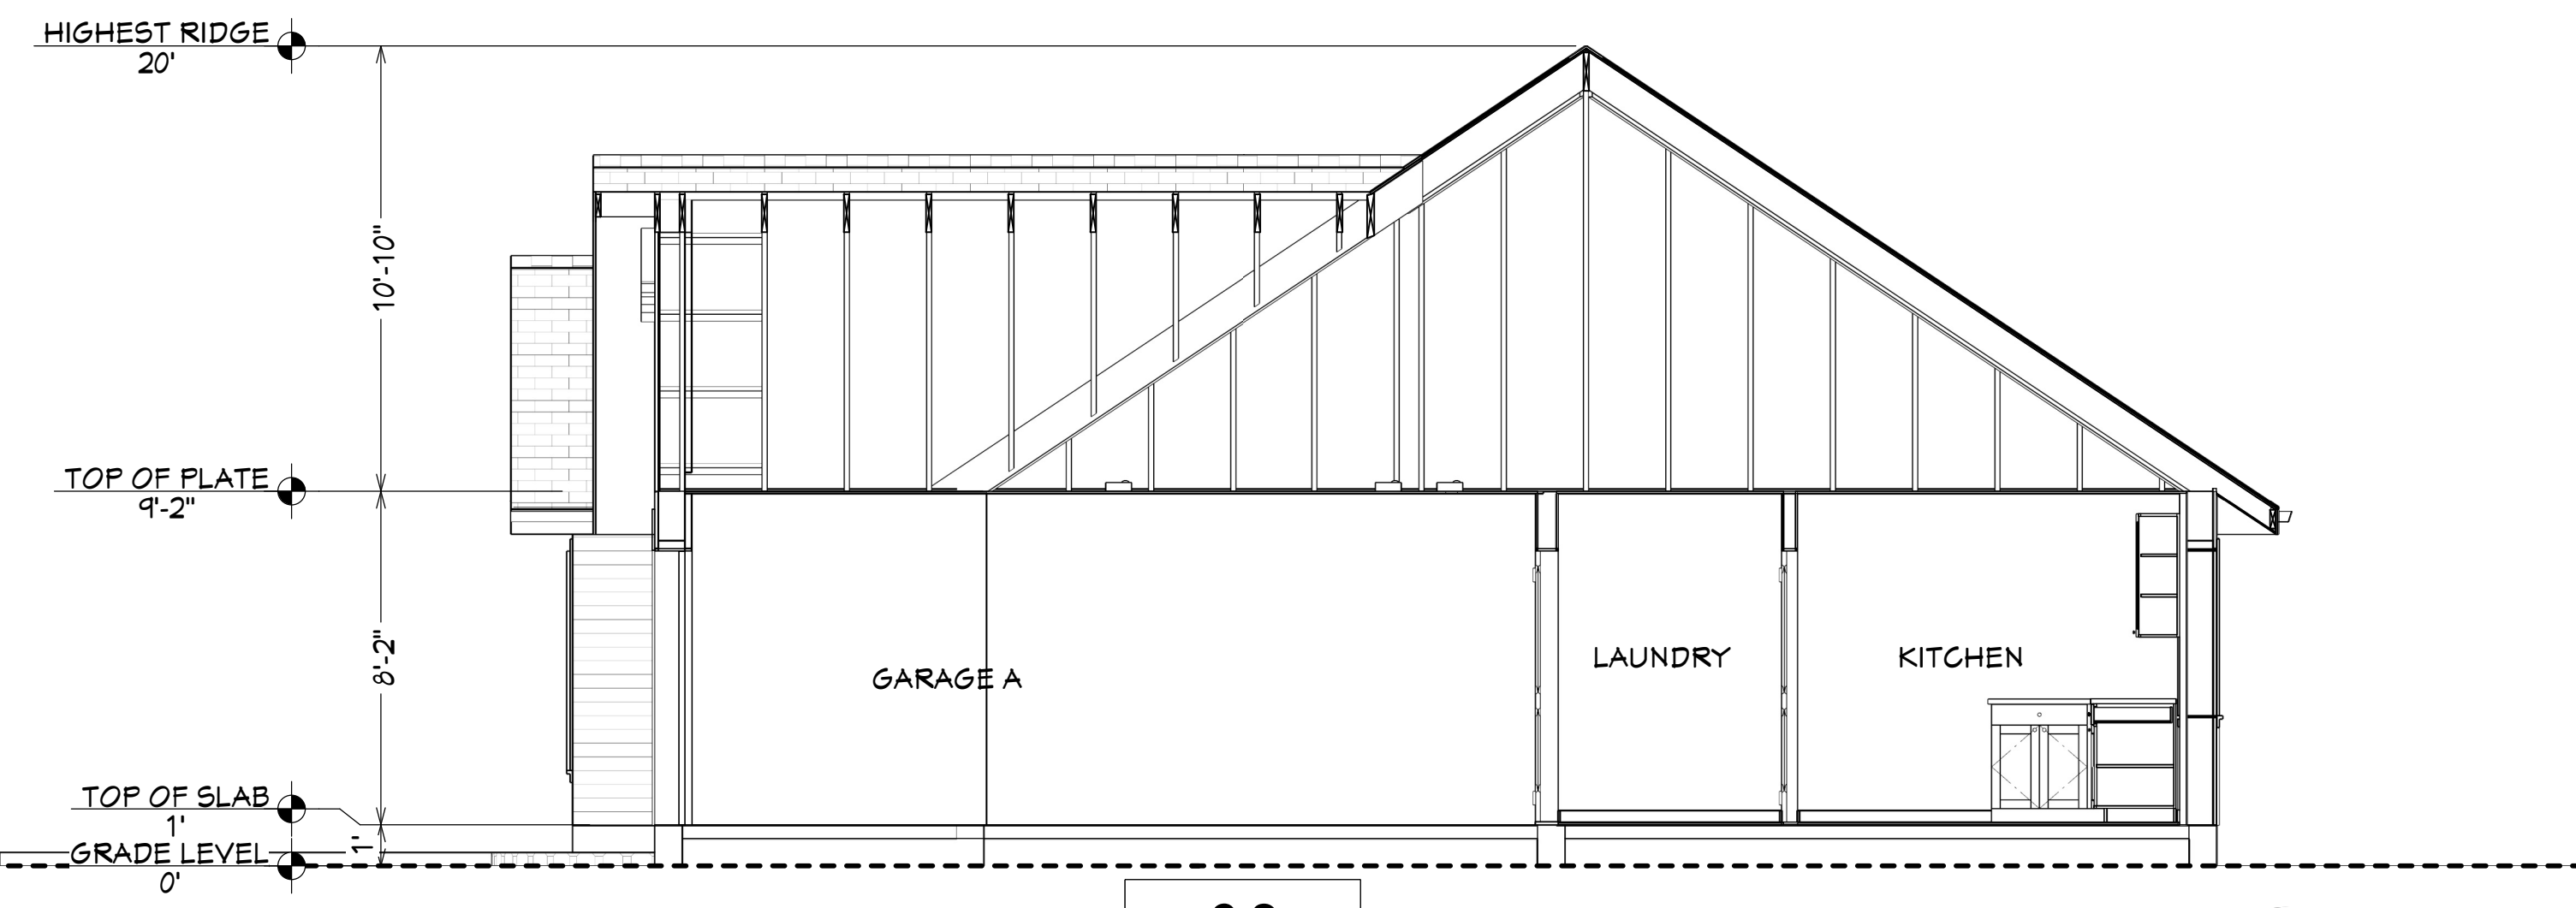 HIGHEST RIDGE
20'
10'-10"
TOP OF PLATE
9'-2"
8'-2"
GARAGE A
LAUNDRY
KITCHEN
TOP OF SLAB
1'
1'
GRADE LEVEL
0'